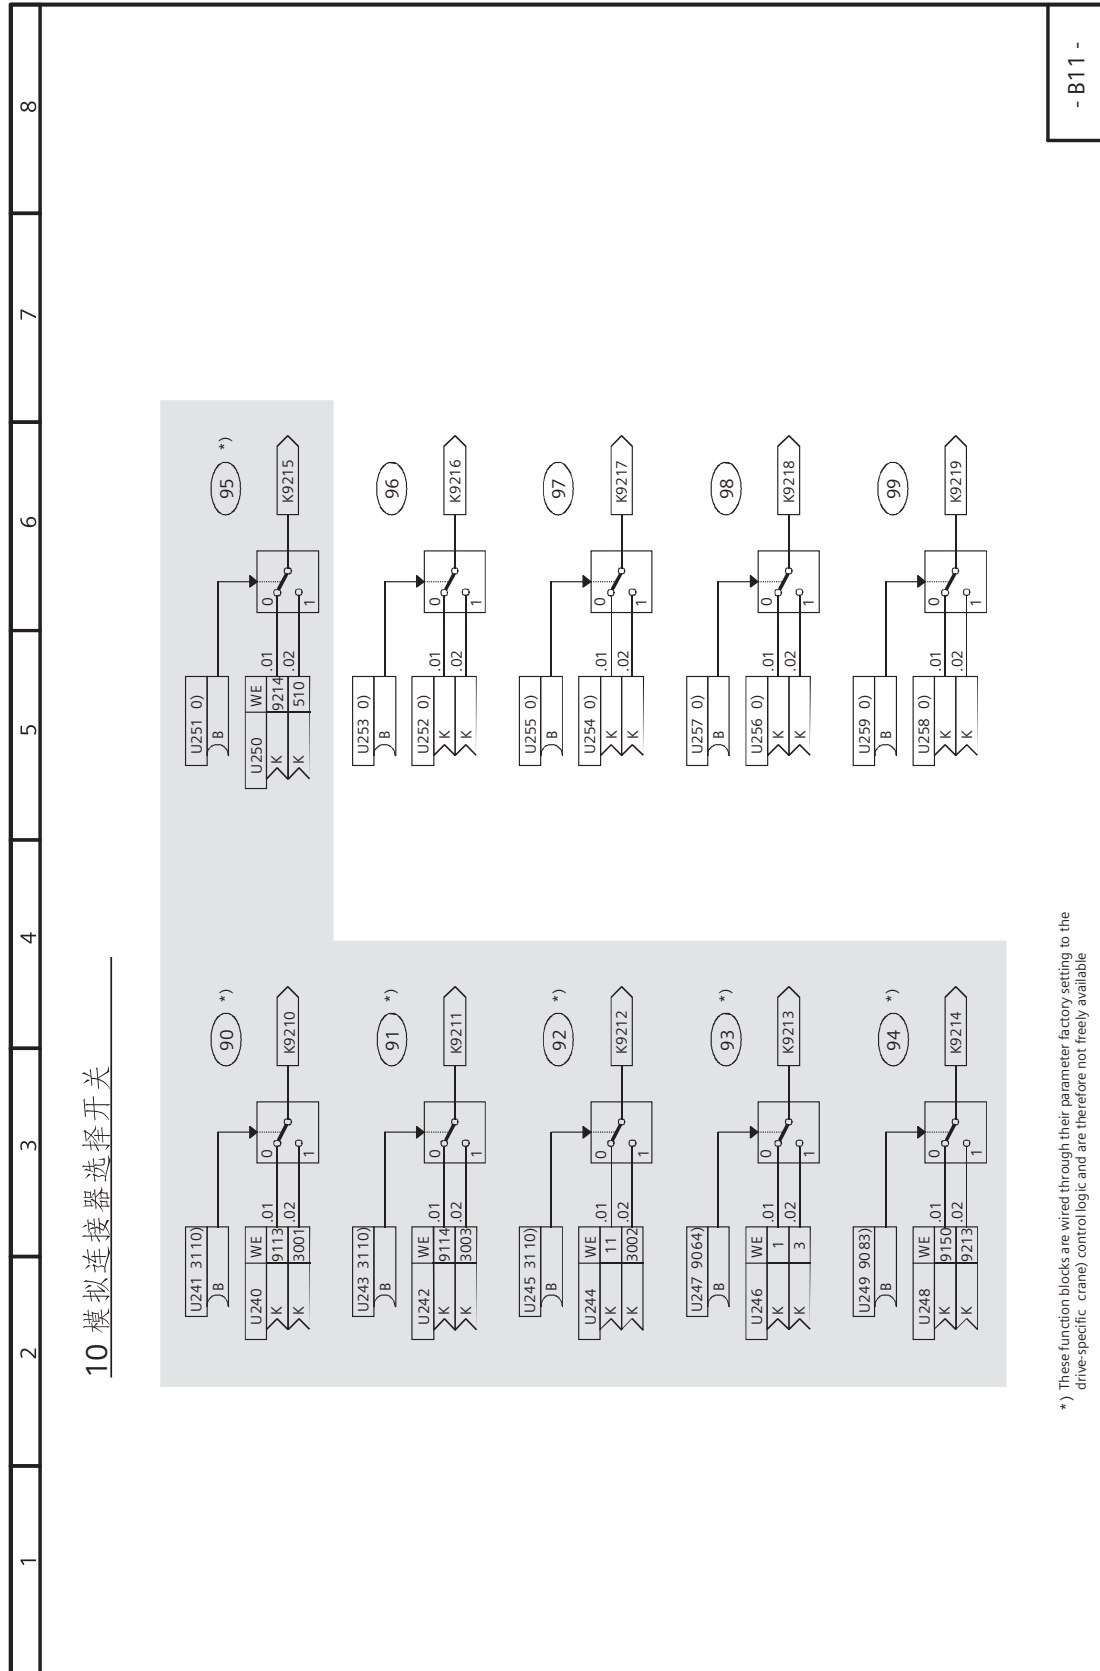 1 2 3 4 5 6 7 8
10 模拟连接器选择开关
U241 3110)
B
U240 WE
K 9113 .01
K 3001 .02
0
1
90 *)
K9210
U243 3110)
B
U242 WE
K 9114 .01
K 3003 .02
0
1
91 *)
K9211
U245 3110)
B
U244 WE
K 11 .01
K 3002 .02
0
1
92 *)
K9212
U247 9064)
B
U246 WE
K 1 .01
K 3 .02
0
1
93 *)
K9213
U249 9083)
B
U248 WE
K 9150 .01
K 9213 .02
0
1
94 *)
K9214
U251 0)
B
U250 WE
K 9214 .01
K 510 .02
0
1
95 *)
K9215
U253 0)
B
U252 0)
K .01
K .02
0
1
96
K9216
U255 0)
B
U254 0)
K .01
K .02
0
1
97
K9217
U257 0)
B
U256 0)
K .01
K .02
0
1
98
K9218
U259 0)
B
U258 0)
K .01
K .02
0
1
99
K9219
*) These function blocks are wired through their parameter factory setting to the
drive-specific crane) control logic and are therefore not freely available
- B11 -